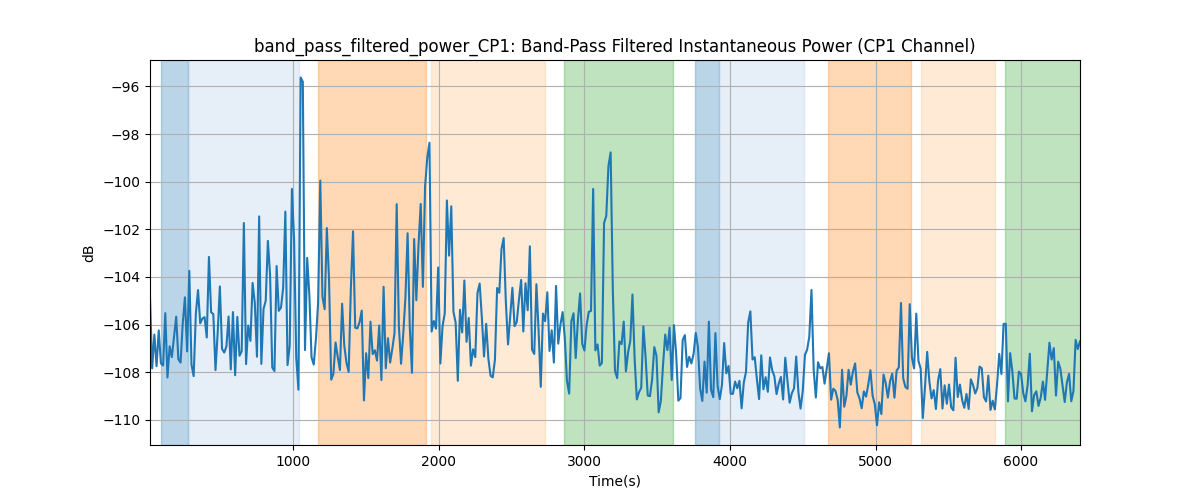 band_pass_filtered_power_CP1: Band-Pass Filtered Instantaneous Power (CP1 Channel)
−96
−98
−100
−102
−104
−106
−108
−110
dB
1000 2000 3000 4000 5000 6000
Time(s)